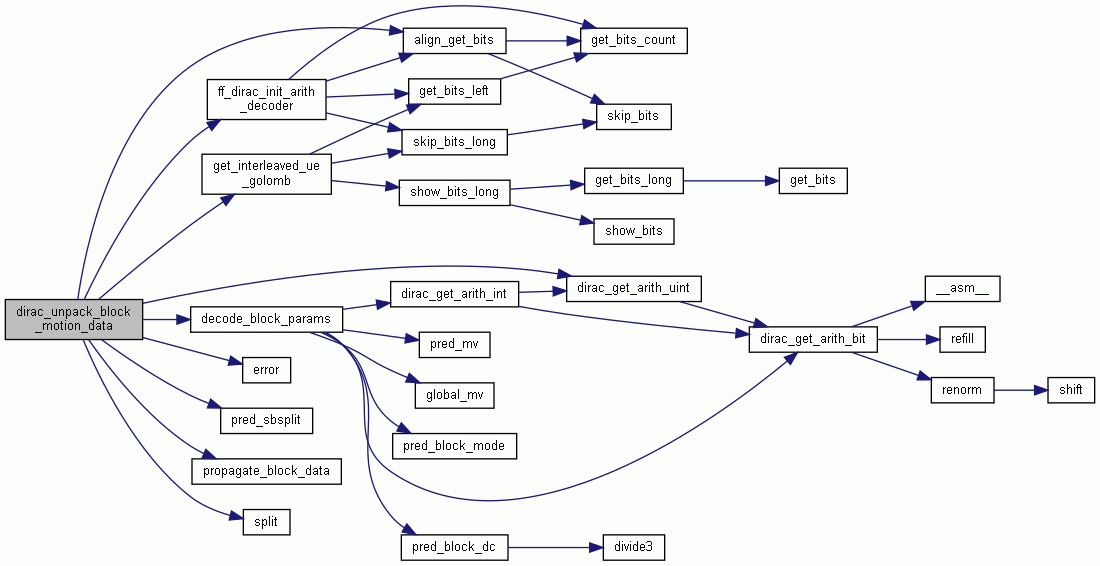 align_get_bits
get_bits_count
ff_dirac_init_arith
_decoder
get_bits_left
skip_bits
skip_bits_long
get_interleaved_ue
_golomb
show_bits_long
get_bits_long
get_bits
show_bits
dirac_unpack_block
_motion_data
decode_block_params
dirac_get_arith_int
dirac_get_arith_uint
__asm__
pred_mv
dirac_get_arith_bit
refill
error
global_mv
renorm
shift
pred_sbsplit
pred_block_mode
propagate_block_data
split
pred_block_dc
divide3